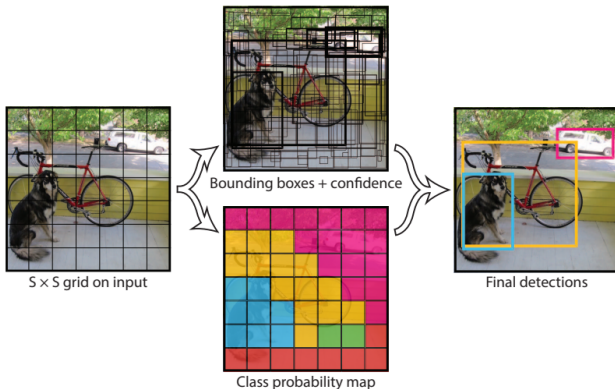 Bounding boxes + confidence
S × S grid on input
Final detections
Class probability map